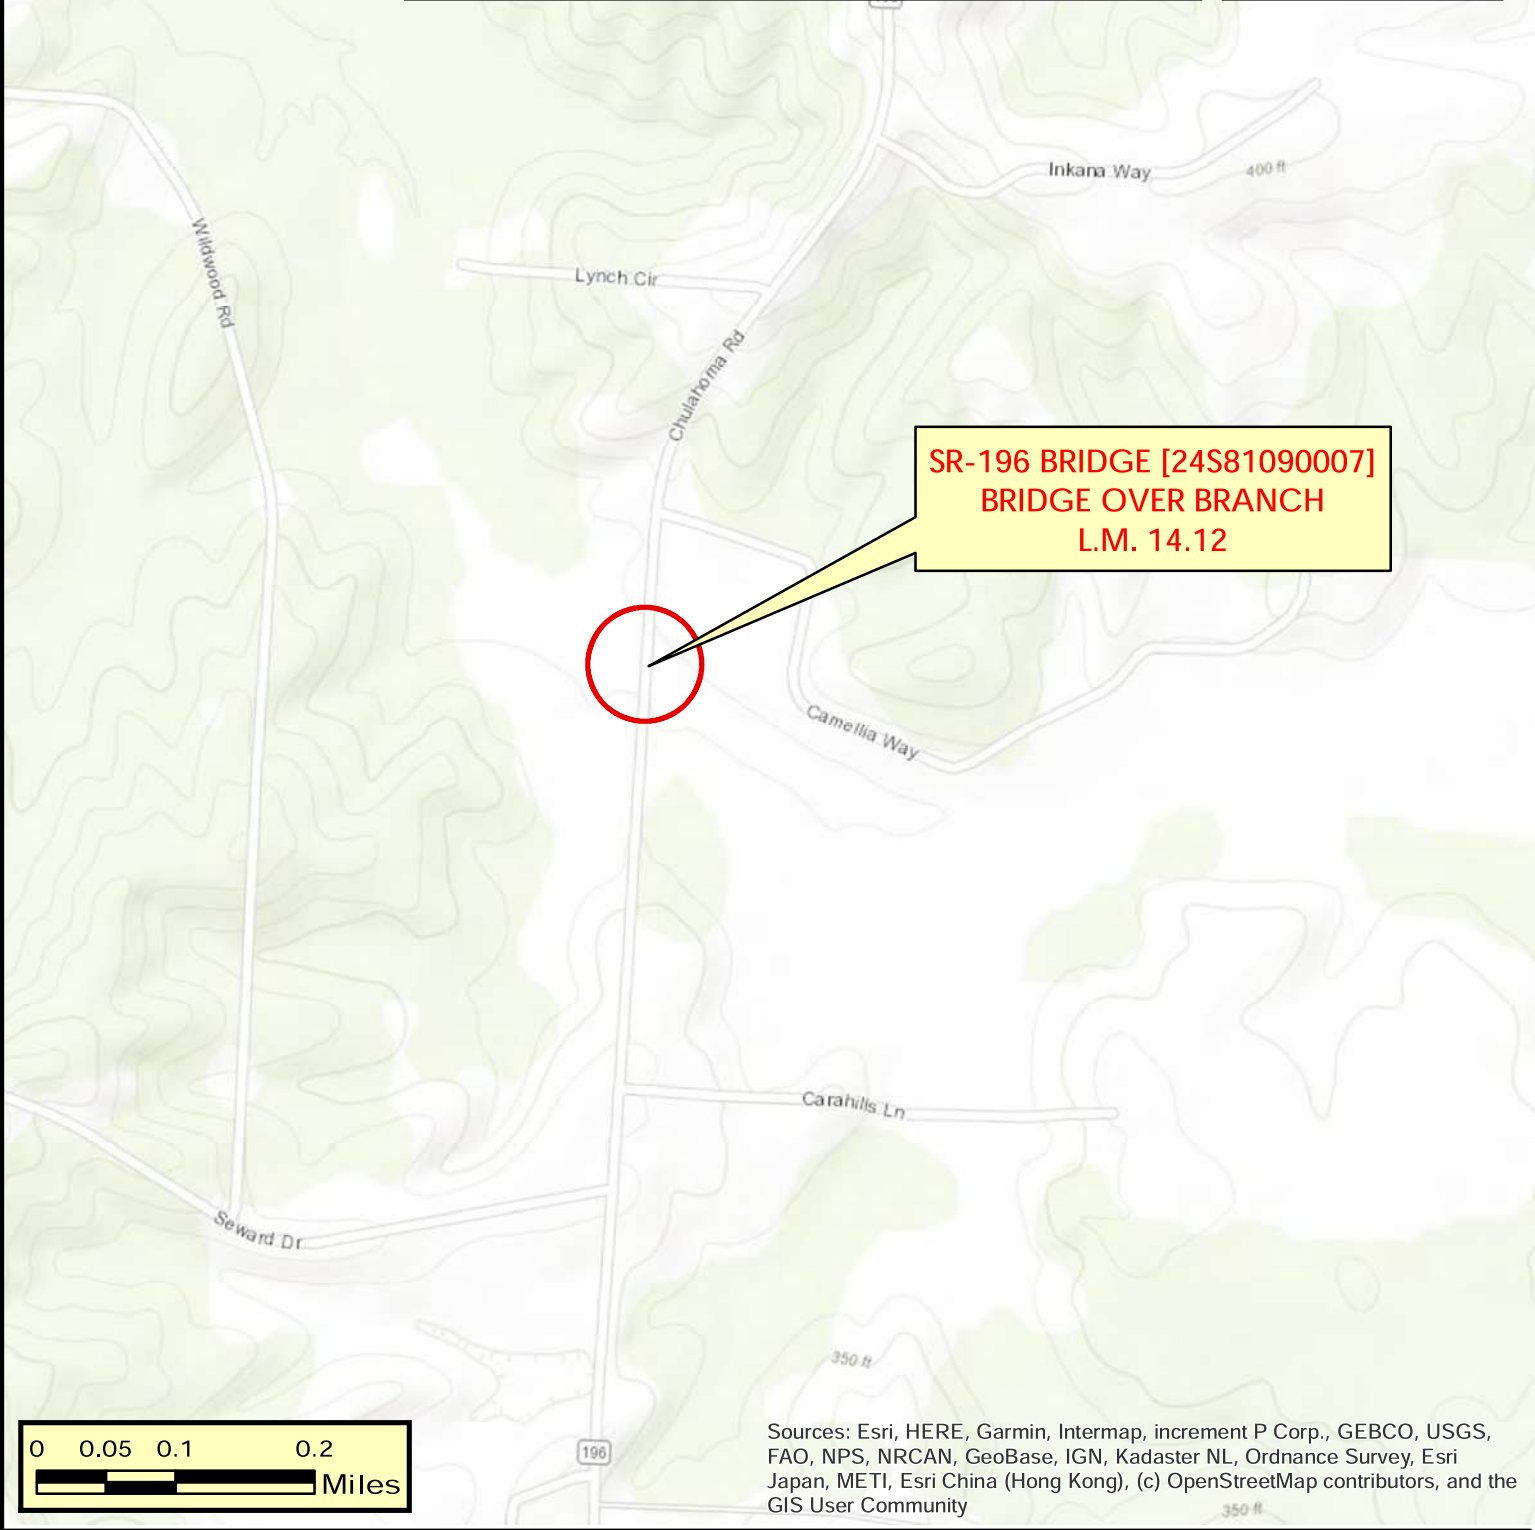 Inkana Way
400 ft
Wildwood Rd
Lynch Cir
Chulahoma Rd
SR-196 BRIDGE [24S81090007]
BRIDGE OVER BRANCH
L.M. 14.12
Camellia Way
Carahills Ln
Seward Dr
350 ft
0 0.05 0.1 0.2
Miles
196
Sources: Esri, HERE, Garmin, Intermap, increment P Corp., GEBCO, USGS,
FAO, NPS, NRCAN, GeoBase, IGN, Kadaster NL, Ordnance Survey, Esri
Japan, METI, Esri China (Hong Kong), (c) OpenStreetMap contributors, and the
GIS User Community
350 ft